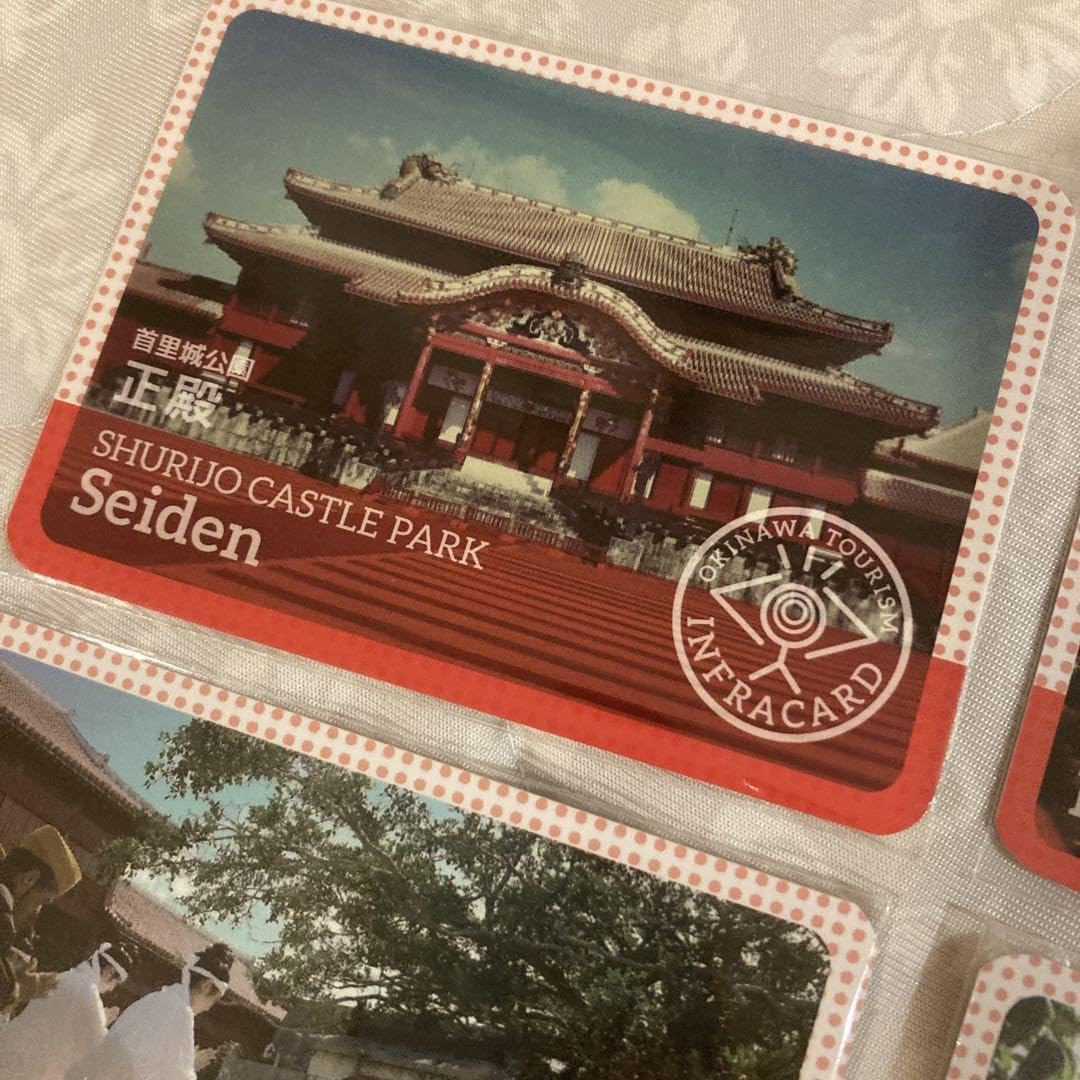 首里城公園
正殿
SHURIJO CASTLE PARK
Seiden
OKINAWA TOURISM
INFRACARD